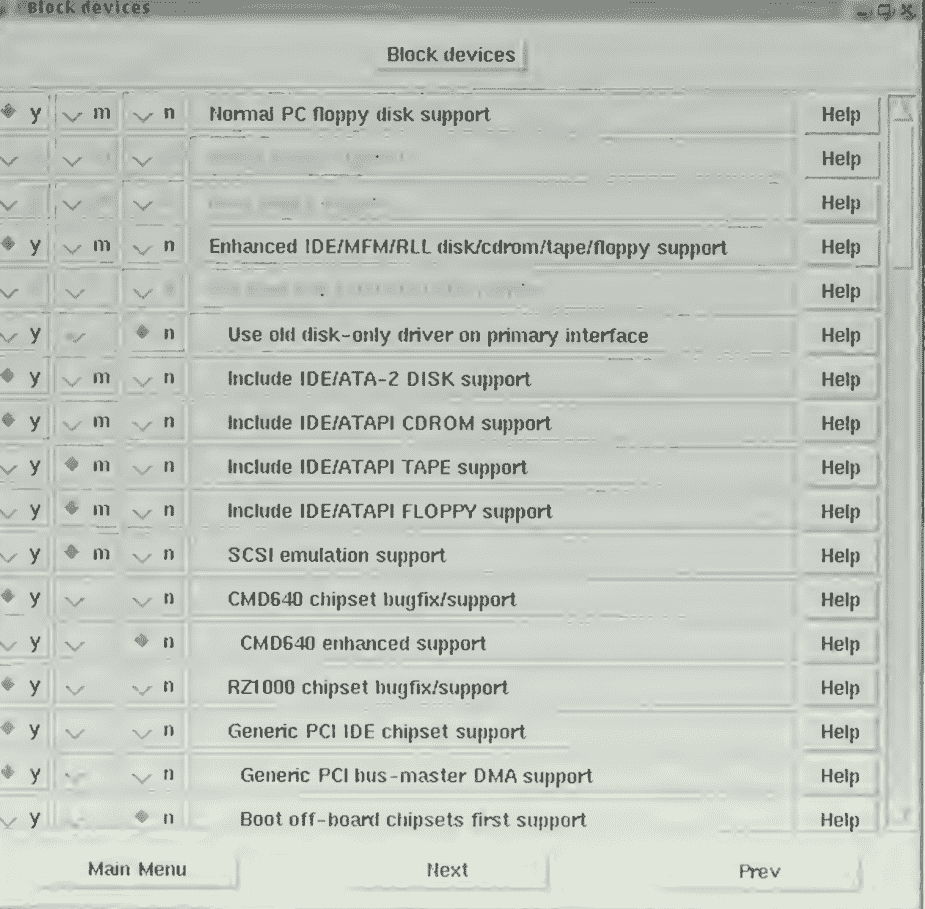 Block devices
Block devices
y m n Normal PC floppy disk support Help
Help
Help
y m n Enhanced IDE/MFM/RLL disk/cdrom/tape/floppy support Help
Help
y n Use old disk-only driver on primary interface Help
y m n Include IDE/ATA-2 DISK support Help
y m n Include IDE/ATAPI CDROM support Help
y m n Include IDE/ATAPI TAPE support Help
y m n Include IDE/ATAPI FLOPPY support Help
y m n SCSI emulation support Help
y n CMD640 chipset bugfix/support Help
y n CMD640 enhanced support Help
y n RZ1000 chipset bugfix/support Help
y n Generic PCI IDE chipset support Help
y n Generic PCI bus-master DMA support Help
y n Boot off-board chipsets first support Help
Main Menu Next Prev